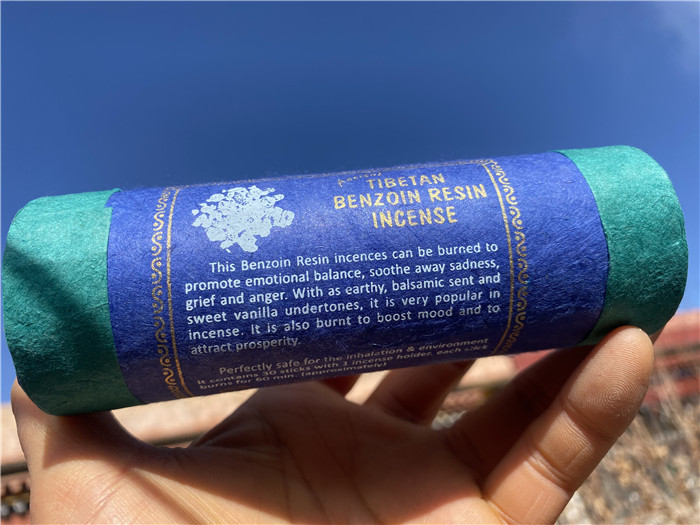 TIBETAN
BENZOIN RESIN
INCENSE
This Benzoin Resin incences can be burned to
promote emotional balance, soothe away sadness,
grief and anger. With as earthy, balsamic sent and
sweet vanilla undertones, it is very popular in
incense. It is also burnt to boost mood and to
attract prosperity.
Perfectly safe for the inhalation & environment
It contains 30 sticks with 1 incense holder, each stick
burns for 60 min. (approximately)